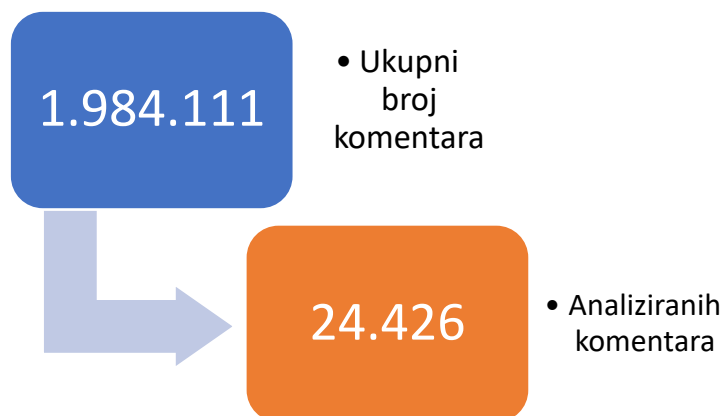 1.984.111
• Ukupni
broj
komentara
24.426
• Analiziranih
komentara